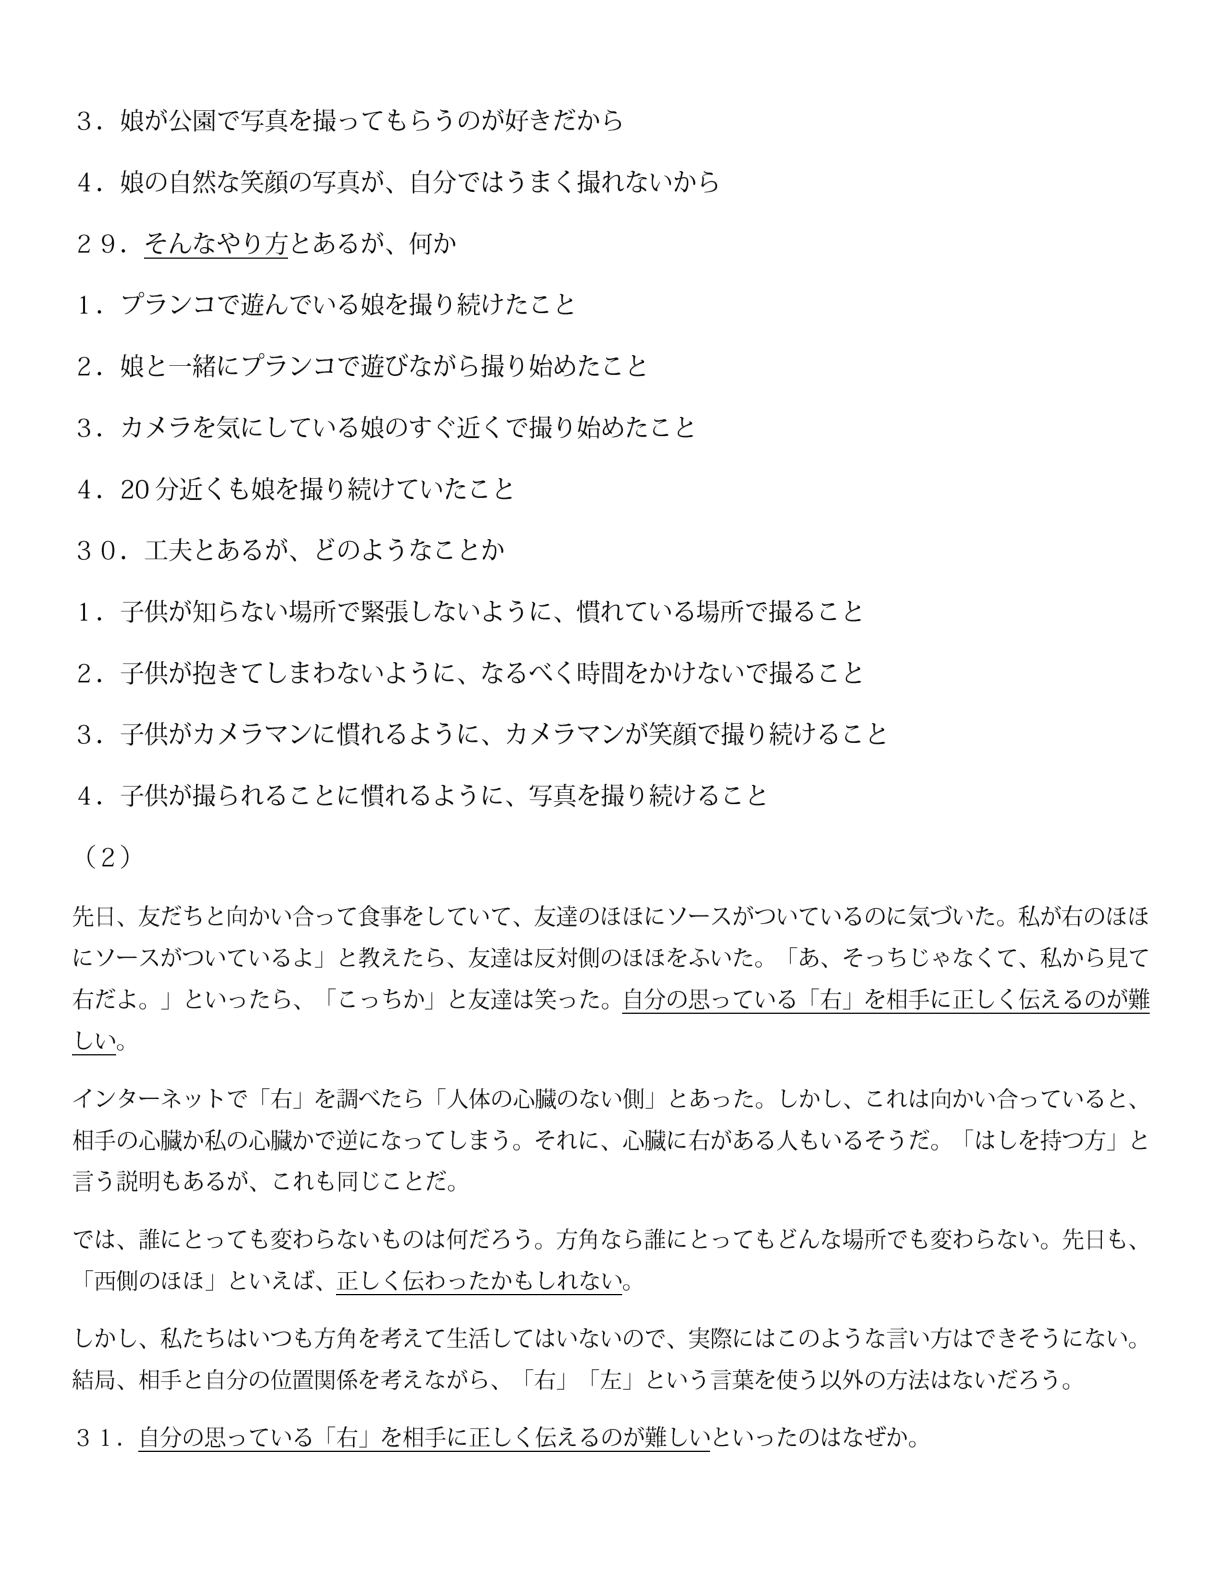 ３．娘が公園で写真を撮ってもらうのが好きだから
４．娘の自然な笑顔の写真が、自分ではうまく撮れないから
２９．そんなやり方とあるが、何か
１．プランコで遊んでいる娘を撮り続けたこと
２．娘と一緒にプランコで遊びながら撮り始めたこと
３．カメラを気にしている娘のすぐ近くで撮り始めたこと
４．20 分近くも娘を撮り続けていたこと
３０．工夫とあるが、どのようなことか
１．子供が知らない場所で緊張しないように、慣れている場所で撮ること
２．子供が抱きてしまわないように、なるべく時間をかけないで撮ること
３．子供がカメラマンに慣れるように、カメラマンが笑顔で撮り続けること
４．子供が撮られることに慣れるように、写真を撮り続けること
（２）
先日、友だちと向かい合って食事をしていて、友達のほほにソースがついているのに気づいた。私が右のほほ
にソースがついているよ」と教えたら、友達は反対側のほほをふいた。「あ、そっちじゃなくて、私から見て
右だよ。」といったら、「こっちか」と友達は笑った。自分の思っている「右」を相手に正しく伝えるのが難
しい。
インターネットで「右」を調べたら「人体の心臓のない側」とあった。しかし、これは向かい合っていると、
相手の心臓か私の心臓かで逆になってしまう。それに、心臓に右がある人もいるそうだ。「はしを持つ方」と
言う説明もあるが、これも同じことだ。
では、誰にとっても変わらないものは何だろう。方角なら誰にとってもどんな場所でも変わらない。先日も、
「西側のほほ」といえば、正しく伝わったかもしれない。
しかし、私たちはいつも方角を考えて生活してはいないので、実際にはこのような言い方はできそうにない。
結局、相手と自分の位置関係を考えながら、「右」「左」という言葉を使う以外の方法はないだろう。
３１．自分の思っている「右」を相手に正しく伝えるのが難しいといったのはなぜか。